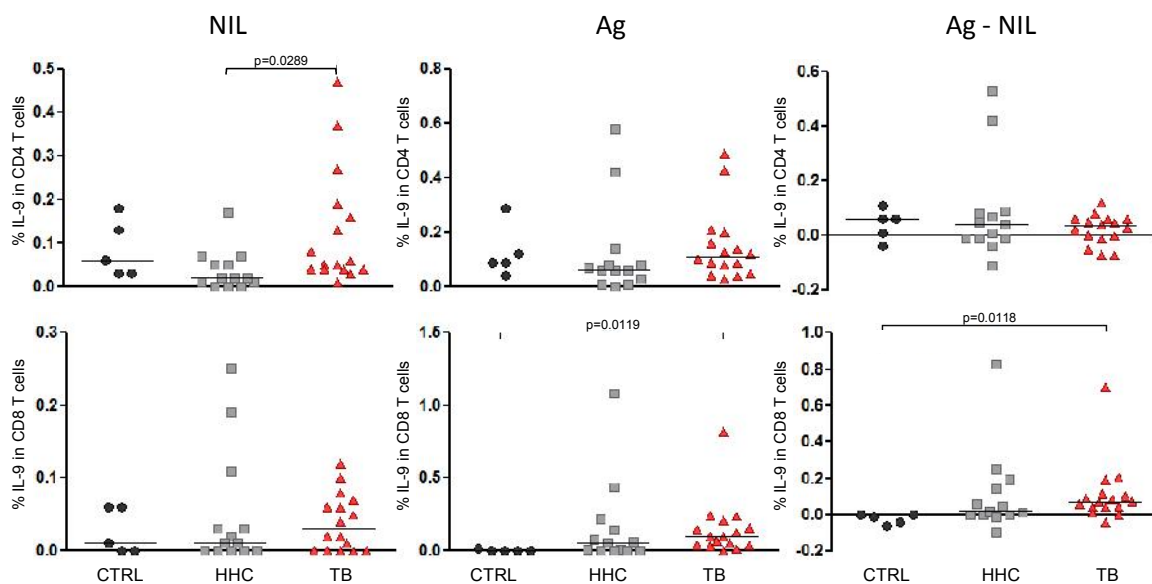 NIL Ag Ag - NIL
p=0.0289
% IL-9 in CD4 T cells
0.5
0.4
0.3
0.2
0.1
0.0
% IL-9 in CD4 T cells
0.8
0.6
0.4
0.2
0.0
% IL-9 in CD4 T cells
0.6
0.4
0.2
0.0
-0.2
% IL-9 in CD8 T cells
0.3
0.2
0.1
0.0
CTRL HHC TB
p=0.0119
% IL-9 in CD8 T cells
1.5
1.0
0.5
0.0
CTRL HHC TB
p=0.0118
% IL-9 in CD8 T cells
1.0
0.8
0.6
0.4
0.2
0.0
-0.2
CTRL HHC TB